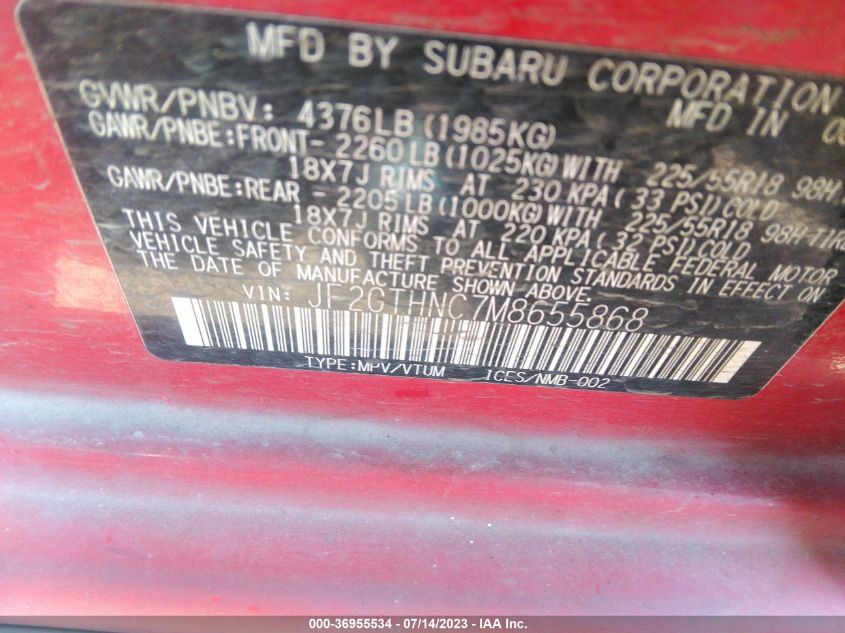 MFD BY SUBARU CORPORATION
MFD IN
GVWR/PNBV: 4376LB (1985KG)
GAWR/PNBE:FRONT- 2260LB (1025KG) WITH 225/55R18 98H
18X7J RIMS AT 230 KPA ( 33 PSI) COLD
GAWR/PNBE:REAR - 2205LB (1000KG) WITH 225/55R18 98H TIRE
18X7J RIMS AT 220 KPA ( 32 PSI) COLD
THIS VEHICLE CONFORMS TO ALL APPLICABLE FEDERAL MOTOR
VEHICLE SAFETY AND THEFT PREVENTION STANDARDS IN EFFECT ON
THE DATE OF MANUFACTURE SHOWN ABOVE.
VIN: JF2GTHNC7M8655868
TYPE:MPV/VTUM ICES/NMB-002
000-36955534 - 07/14/2023 - IAA Inc.